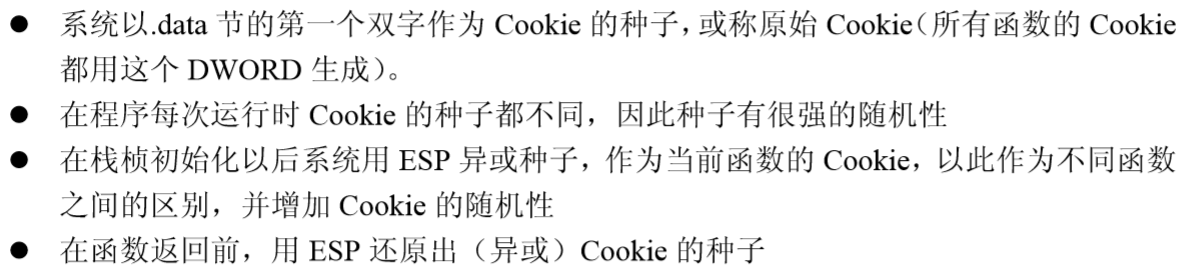 ● 系统以.data 节的第一个双字作为 Cookie 的种子，或称原始 Cookie（所有函数的 Cookie
都用这个 DWORD 生成）。
● 在程序每次运行时 Cookie 的种子都不同，因此种子有很强的随机性
● 在栈桢初始化以后系统用 ESP 异或种子，作为当前函数的 Cookie，以此作为不同函数
之间的区别，并增加 Cookie 的随机性
● 在函数返回前，用 ESP 还原出（异或）Cookie 的种子